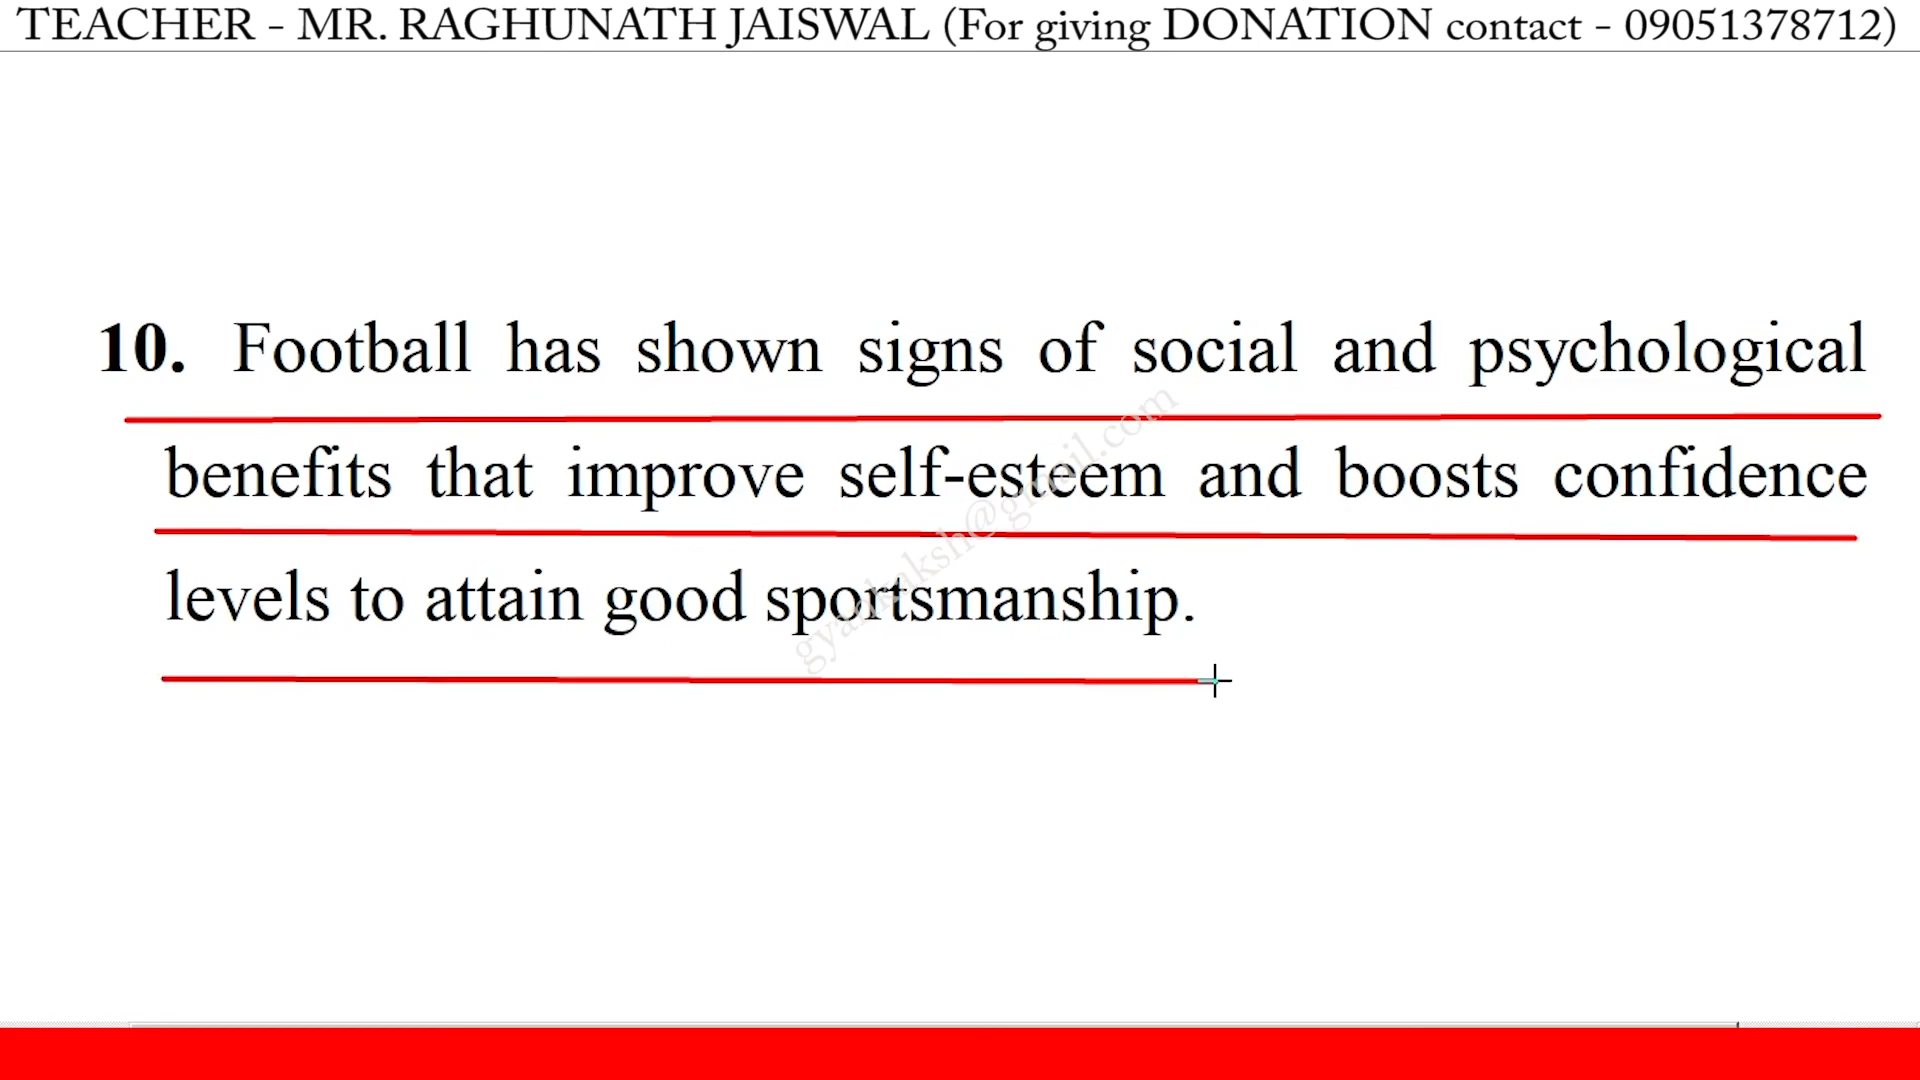 TEACHER - MR. RAGHUNATH JAISWAL (For giving DONATION contact - 09051378712)
10. Football has shown signs of social and psychological
benefits that improve self-esteem and boosts confidence
levels to attain good sportsmanship.